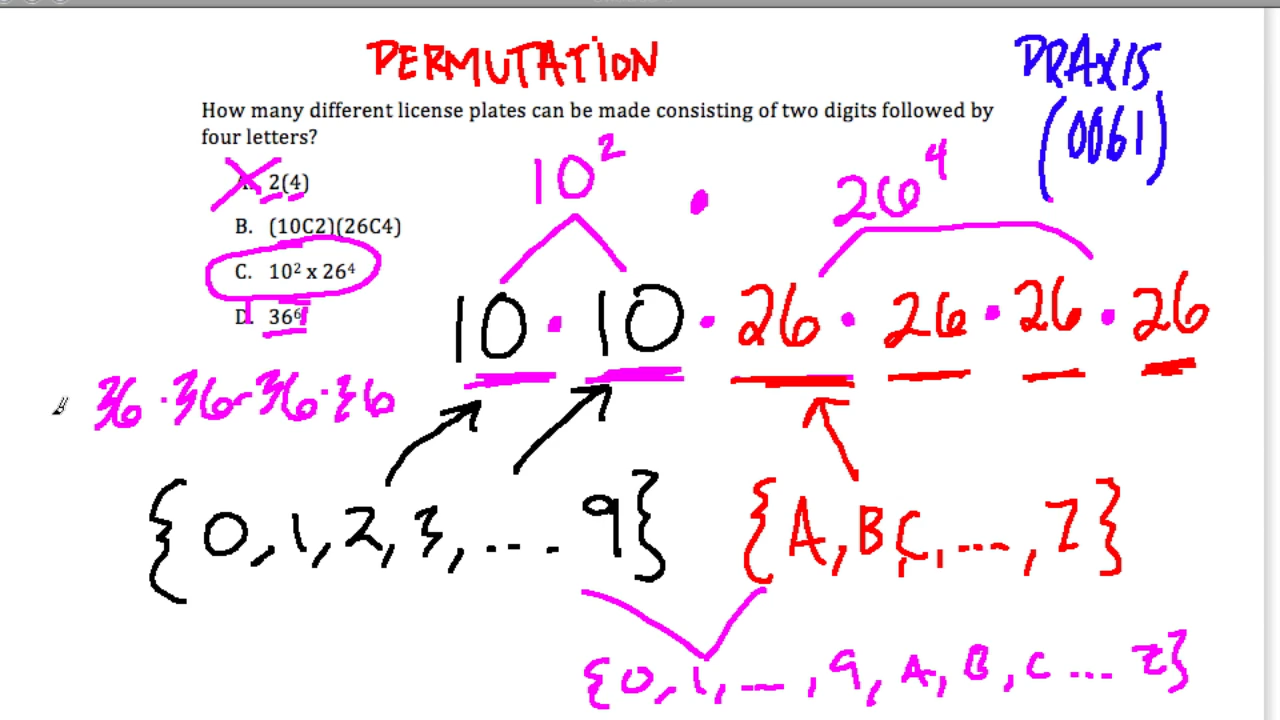 PERMUTATION
PRAXIS
(0061)
How many different license plates can be made consisting of two digits followed by
four letters?
2(4)
B. (10C2)(26C4)
C. 10² x 26⁴
D. 36⁶
10² · 26⁴
10 · 10 · 26 · 26 · 26 · 26
36 · 36 · 36 · 36
{0, 1, 2, 3, ... 9} {A, B, C, ..., Z}
{0, 1, ..., 9, A, B, C ... Z}